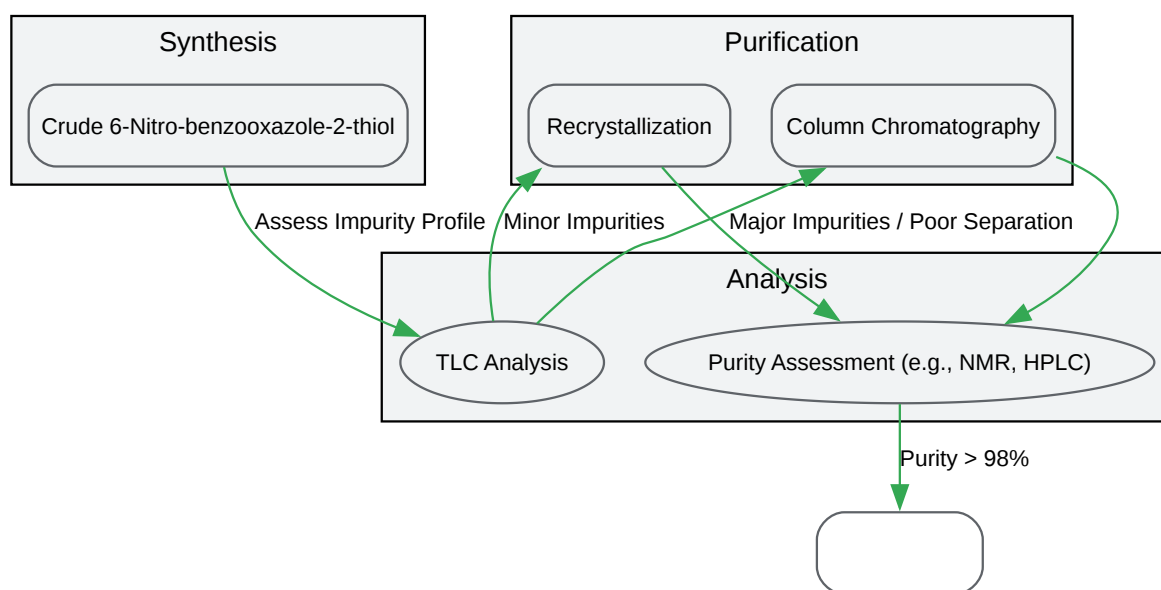 Synthesis
Purification
Crude 6-Nitro-benzooxazole-2-thiol
Recrystallization
Column Chromatography
Assess Impurity Profile
Minor Impurities
Major Impurities / Poor Separation
Analysis
TLC Analysis
Purity Assessment (e.g., NMR, HPLC)
Purity > 98%